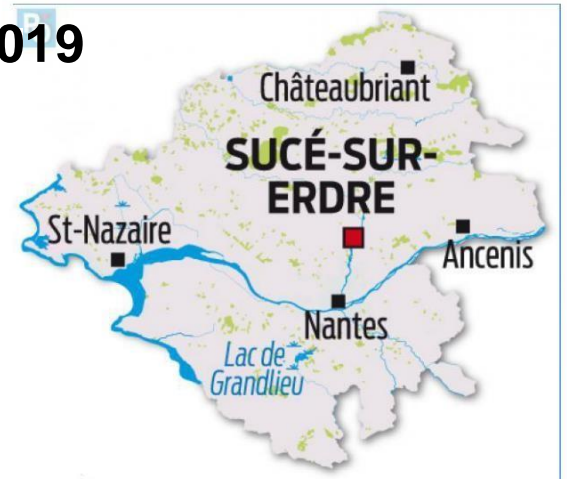 019
Châteaubriant
SUCÉ-SUR-
ERDRE
St-Nazaire
Ancenis
Nantes
Lac de
Grandlieu